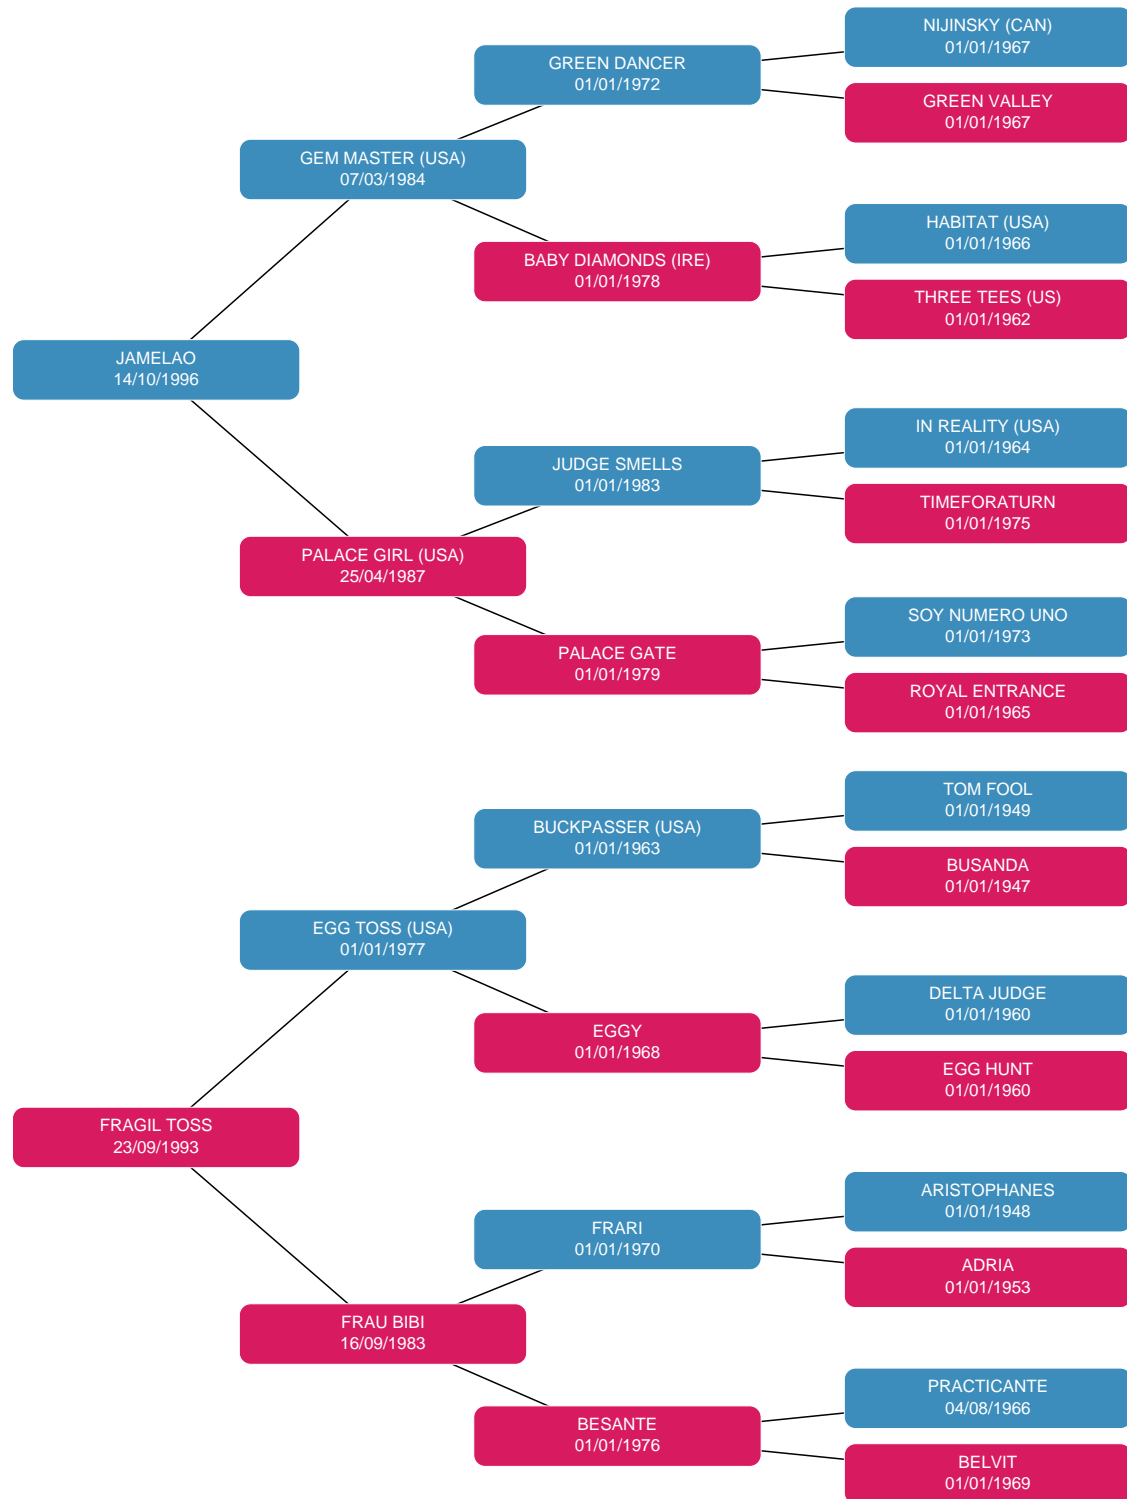 NIJINSKY (CAN)
01/01/1967
GREEN DANCER
01/01/1972
GREEN VALLEY
01/01/1967
GEM MASTER (USA)
07/03/1984
HABITAT (USA)
01/01/1966
BABY DIAMONDS (IRE)
01/01/1978
THREE TEES (US)
01/01/1962
JAMELAO
14/10/1996
IN REALITY (USA)
01/01/1964
JUDGE SMELLS
01/01/1983
TIMEFORATURN
01/01/1975
PALACE GIRL (USA)
25/04/1987
SOY NUMERO UNO
01/01/1973
PALACE GATE
01/01/1979
ROYAL ENTRANCE
01/01/1965
TOM FOOL
01/01/1949
BUCKPASSER (USA)
01/01/1963
BUSANDA
01/01/1947
EGG TOSS (USA)
01/01/1977
DELTA JUDGE
01/01/1960
EGGY
01/01/1968
EGG HUNT
01/01/1960
FRAGIL TOSS
23/09/1993
ARISTOPHANES
01/01/1948
FRARI
01/01/1970
ADRIA
01/01/1953
FRAU BIBI
16/09/1983
PRACTICANTE
04/08/1966
BESANTE
01/01/1976
BELVIT
01/01/1969